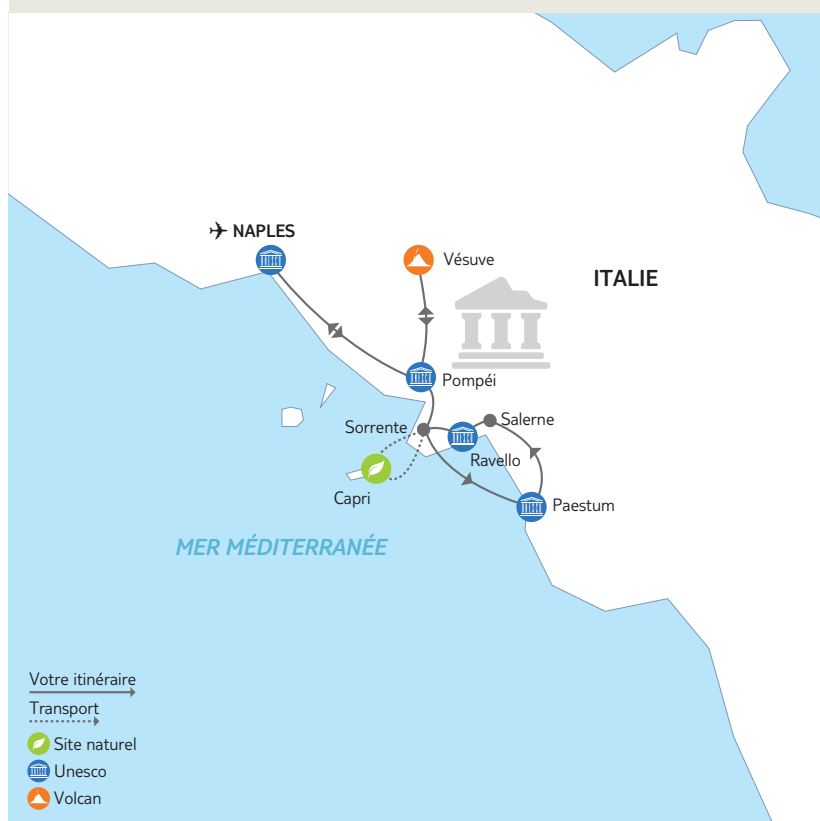 NAPLES
Vésuve
ITALIE
Pompéi
Sorrente
Salerne
Ravello
Capri
Paestum
MER MÉDITERRANÉE
Votre itinéraire
Transport
Site naturel
Unesco
Volcan